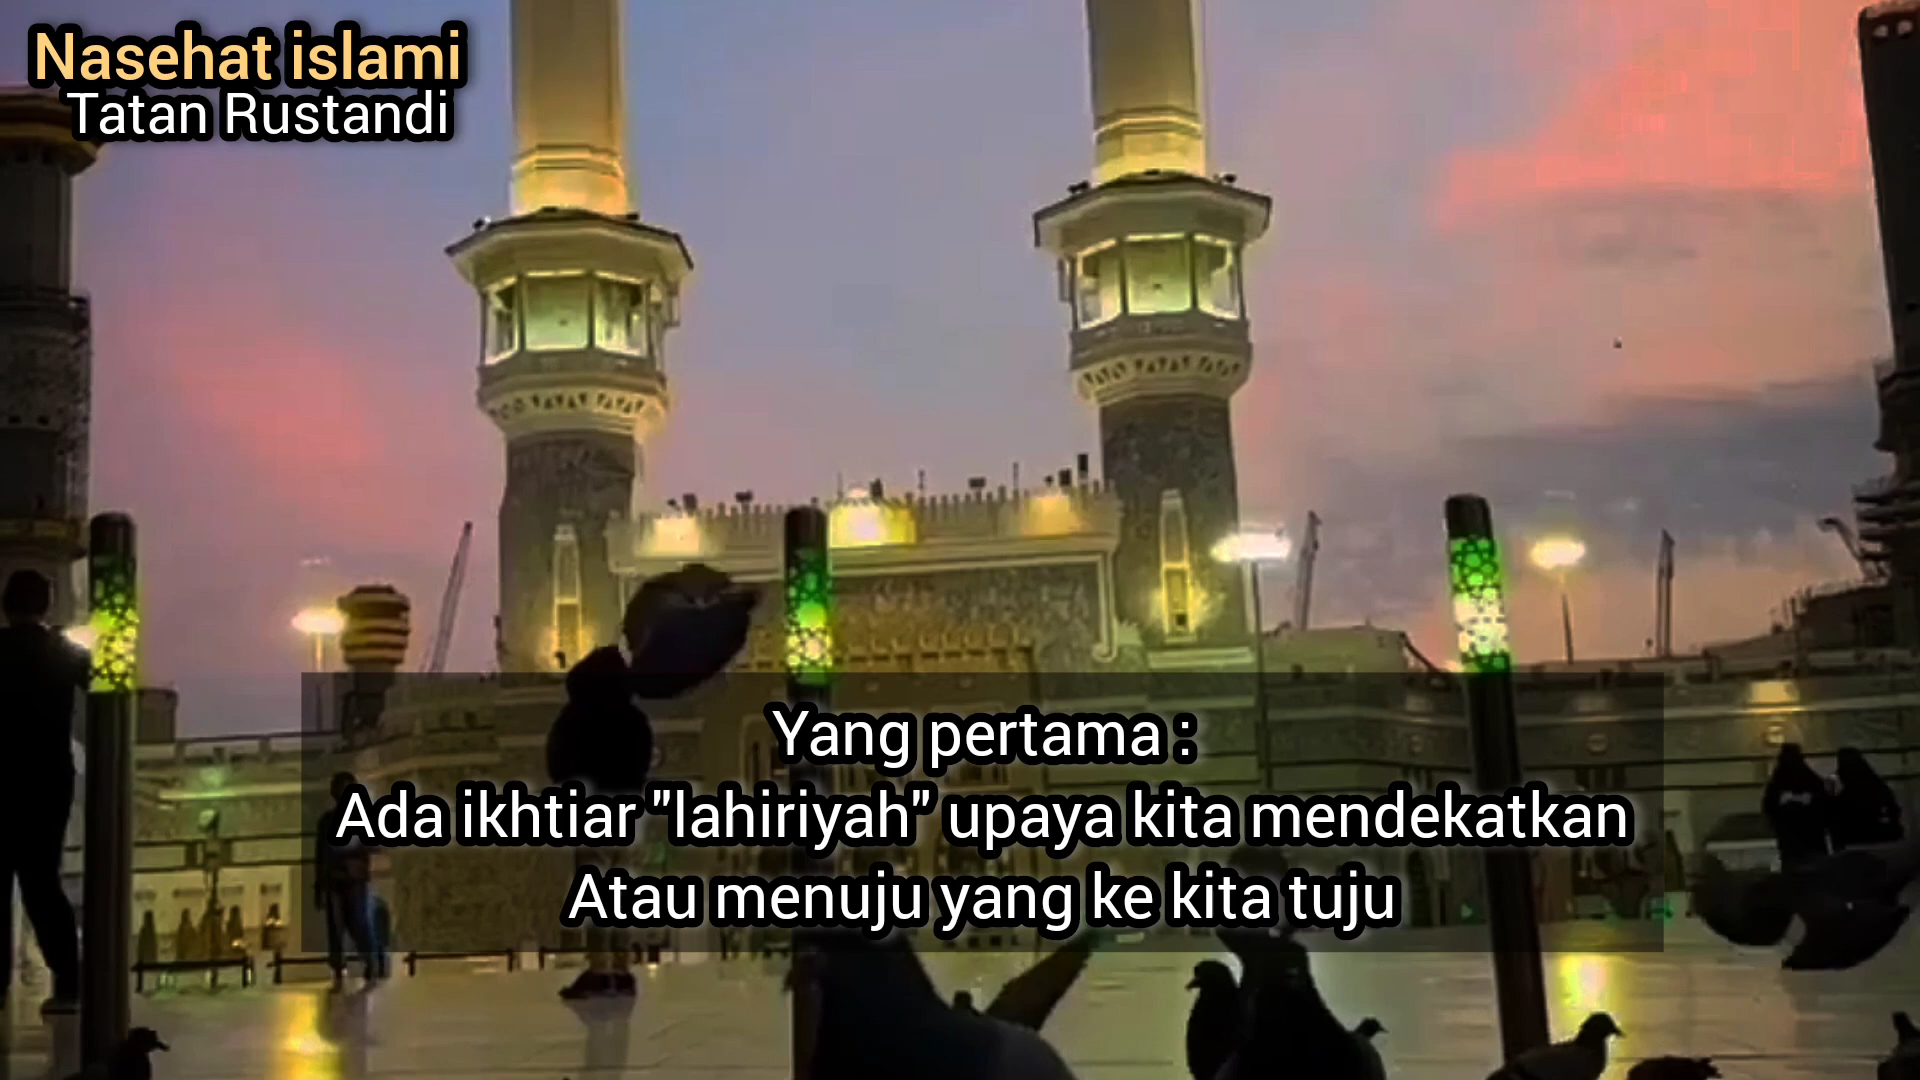 Nasehat islami
Tatan Rustandi
Yang pertama :
Ada ikhtiar "lahiriyah" upaya kita mendekatkan
Atau menuju yang ke kita tuju